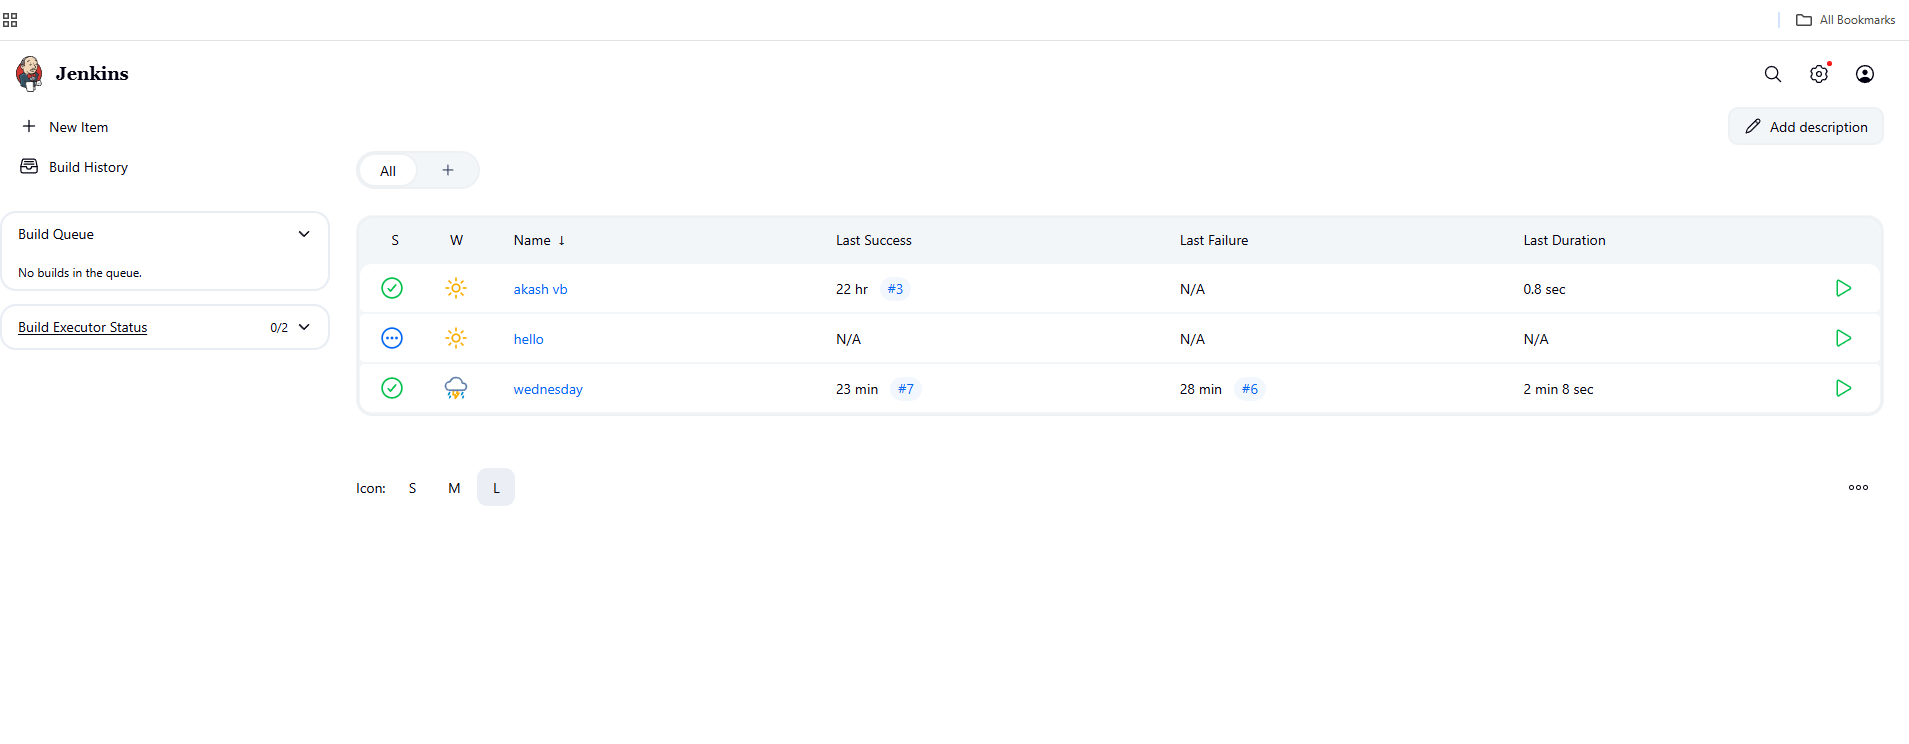 All Bookmarks
Jenkins
New Item
Add description
Build History
All
Build Queue
No builds in the queue.
Build Executor Status 0/2
S W Name ↓ Last Success Last Failure Last Duration
akash vb 22 hr #3 N/A 0.8 sec
hello N/A N/A N/A
wednesday 23 min #7 28 min #6 2 min 8 sec
Icon: S M L